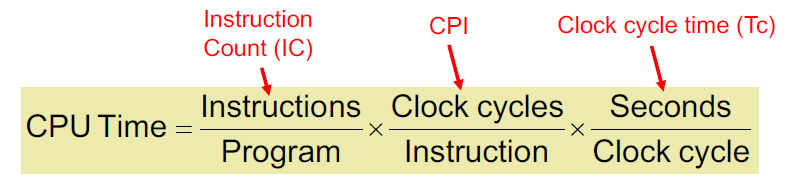 Instruction
Count (IC)
CPI
Clock cycle time (Tc)
CPU Time = Instructions/Program × Clock cycles/Instruction × Seconds/Clock cycle